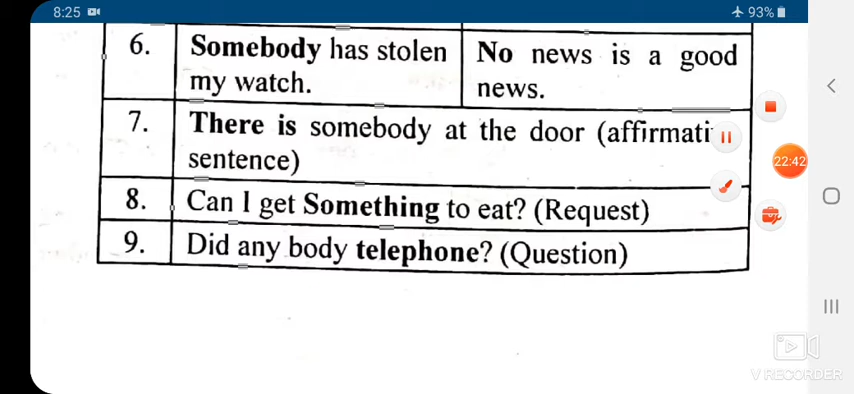 8:25 93%
6. Somebody has stolen No news is a good
my watch. news.
7. There is somebody at the door (affirmati
sentence)
22:42
8. Can I get Something to eat? (Request)
9. Did any body telephone? (Question)
V RECORDER